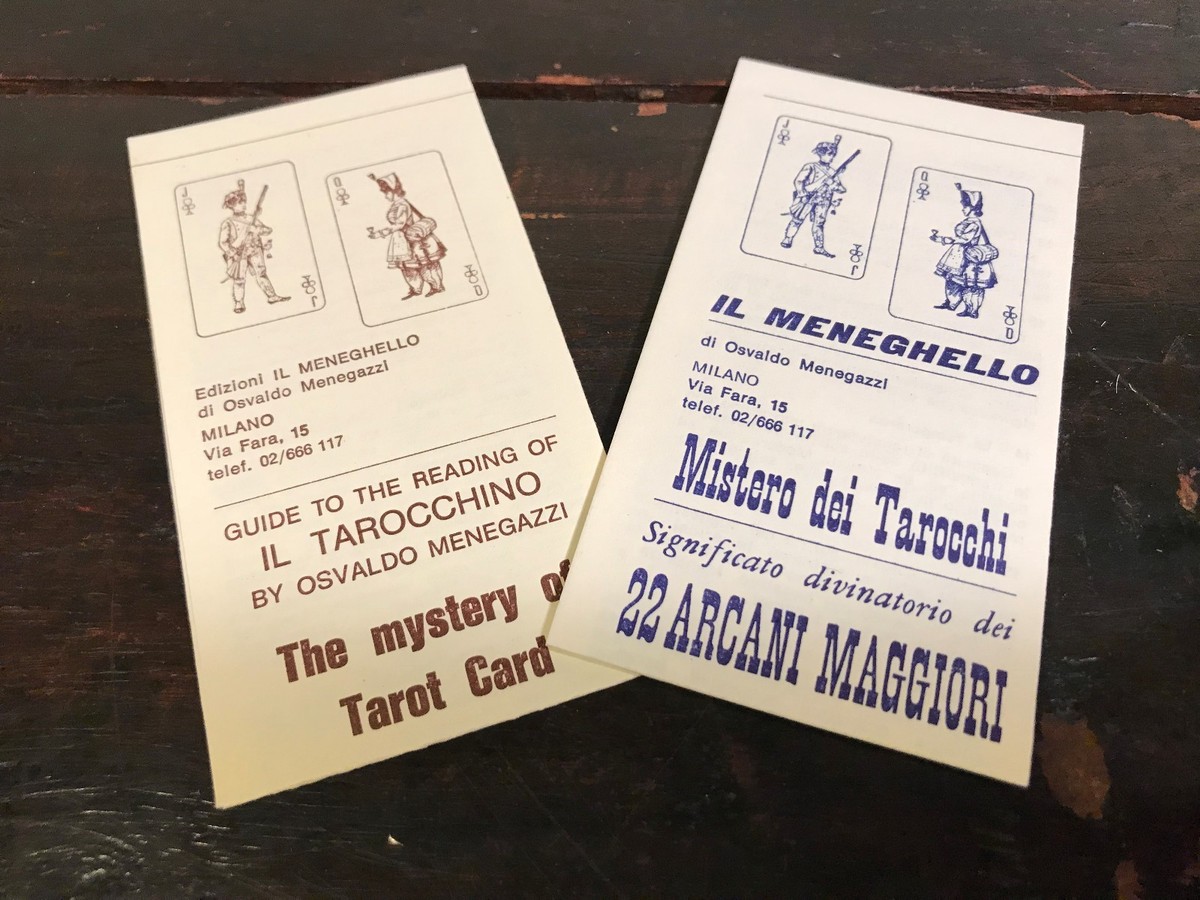 J
J
Q
Q
Edizioni IL MENEGHELLO
di Osvaldo Menegazzi
MILANO
Via Fara, 15
telef. 02/666 117
GUIDE TO THE READING OF
IL TAROCCHINO
BY OSVALDO MENEGAZZI
The mystery of
Tarot Card
J
J
Q
Q
IL MENEGHELLO
di Osvaldo Menegazzi
MILANO
Via Fara, 15
telef. 02/666 117
Mistero dei Tarocchi
Significato divinatorio dei
22 ARCANI MAGGIORI